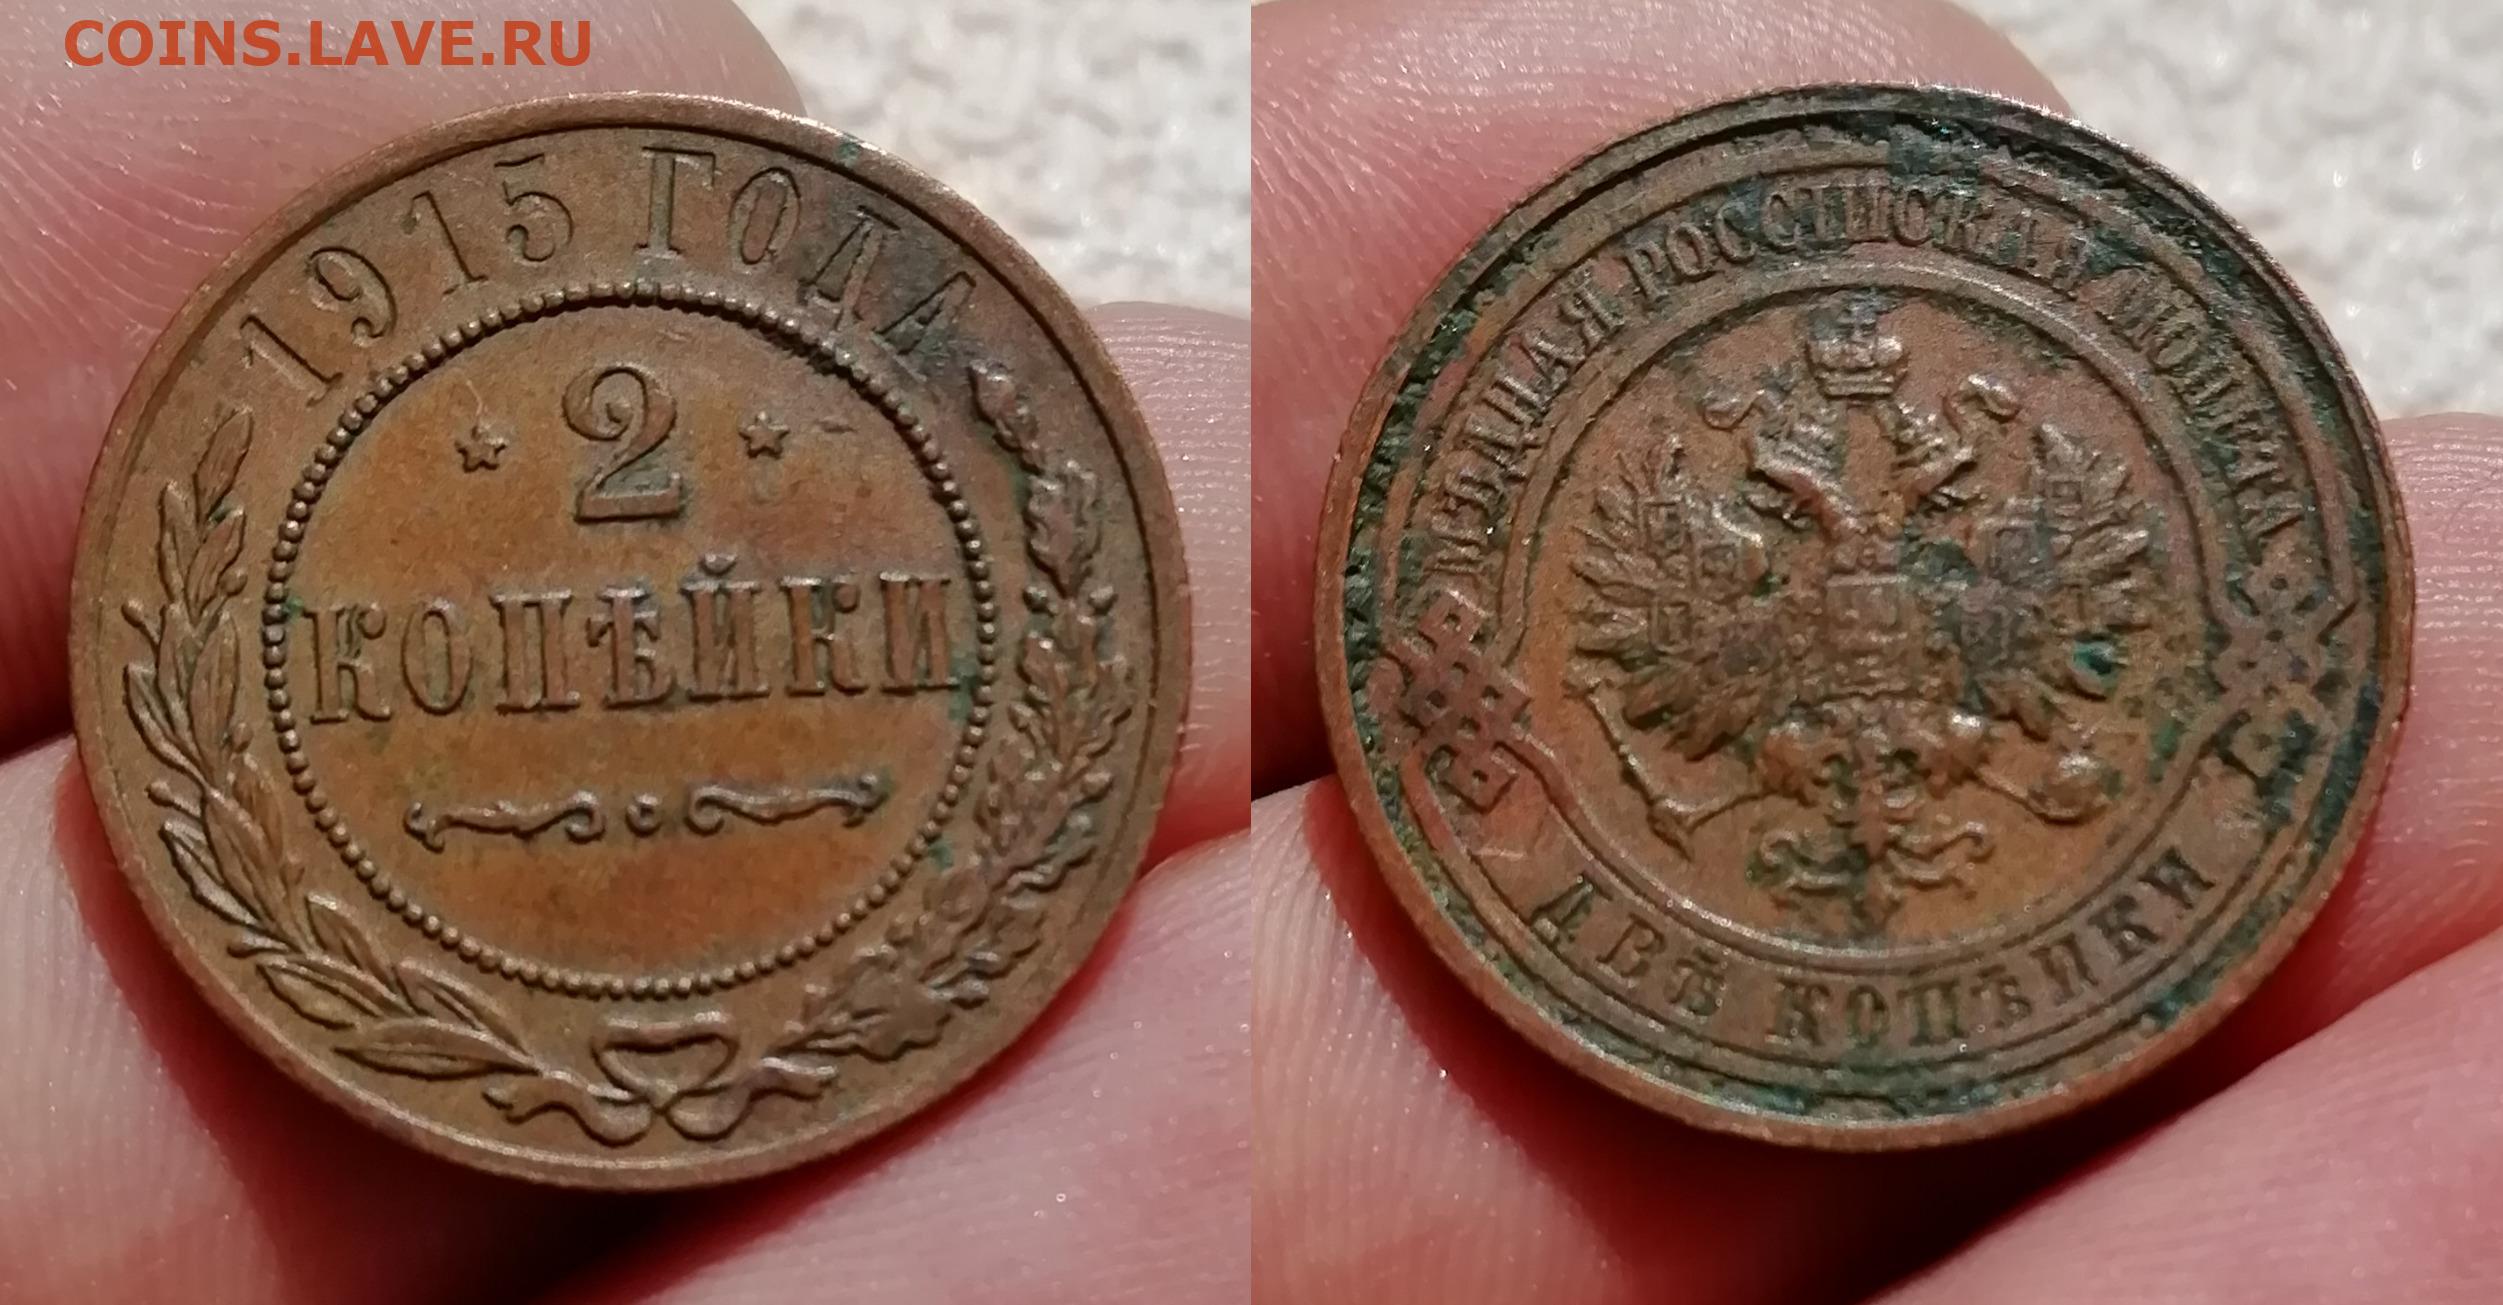 COINS.LAVE.RU
1915 ГОДА
2
КОПѢЙКИ
МѢДНАЯ РОССІЙСКАЯ МОНЕТА
ДВѢ КОПѢЙКИ